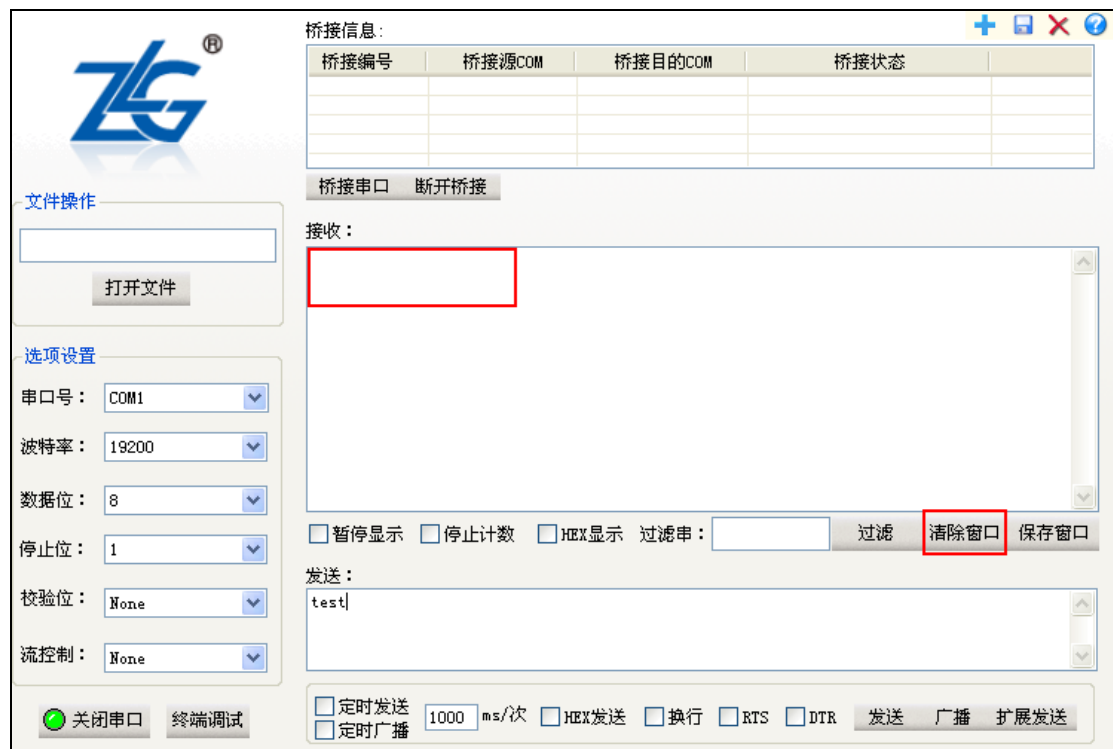 ZLG ®
桥接信息:
桥接编号 桥接源COM 桥接目的COM 桥接状态
桥接串口 断开桥接
文件操作
打开文件
接收：
选项设置
串口号： COM1
波特率： 19200
数据位： 8
停止位： 1
校验位： None
流控制： None
关闭串口 终端调试
暂停显示 停止计数 HEX显示 过滤串： 过滤 清除窗口 保存窗口
发送：
test
定时发送
定时广播
1000 ms/次 HEX发送 换行 RTS DTR 发送 广播 扩展发送